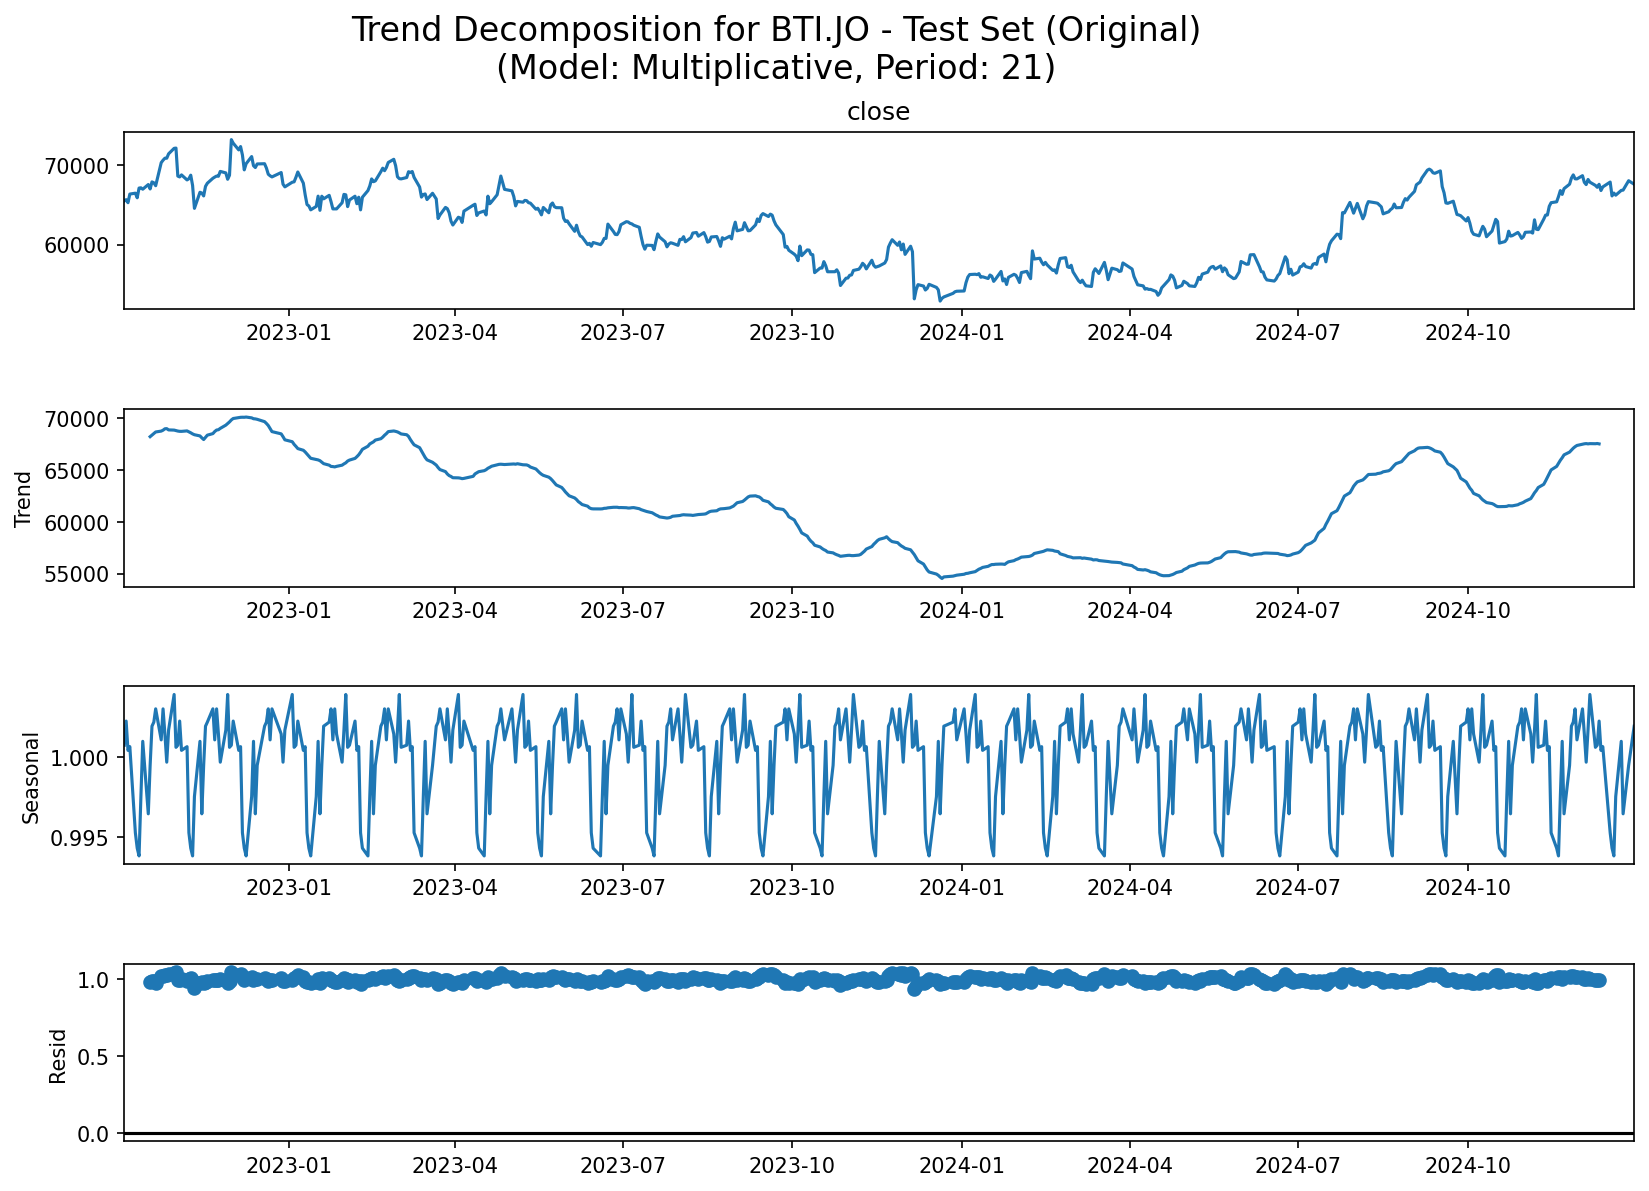 Trend Decomposition for BTI.JO - Test Set (Original)
(Model: Multiplicative, Period: 21)
close
70000
60000
2023-01 2023-04 2023-07 2023-10 2024-01 2024-04 2024-07 2024-10
Trend
70000
65000
60000
55000
2023-01 2023-04 2023-07 2023-10 2024-01 2024-04 2024-07 2024-10
Seasonal
1.000
0.995
2023-01 2023-04 2023-07 2023-10 2024-01 2024-04 2024-07 2024-10
Resid
1.0
0.5
0.0
2023-01 2023-04 2023-07 2023-10 2024-01 2024-04 2024-07 2024-10